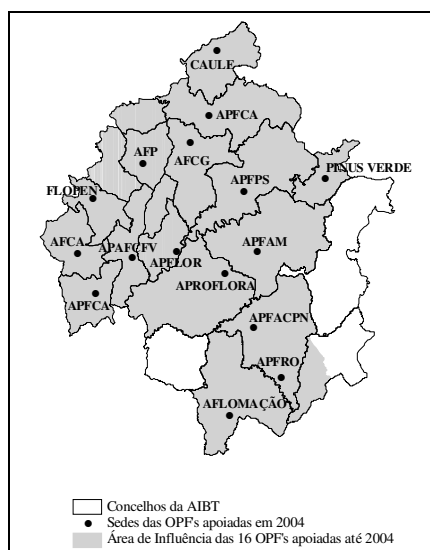 CAULE
APFCA
AFP
AFCG
PINUS VERDE
APFPS
FLOPEN
AFCA
APAFCFV
APFLOR
APFAM
APROFLORA
APFCA
APFACPN
APFRO
AFLOMAÇÃO
Concelhos da AIBT
Sedes das OPF's apoiadas em 2004
Área de Influência das 16 OPF's apoiadas até 2004